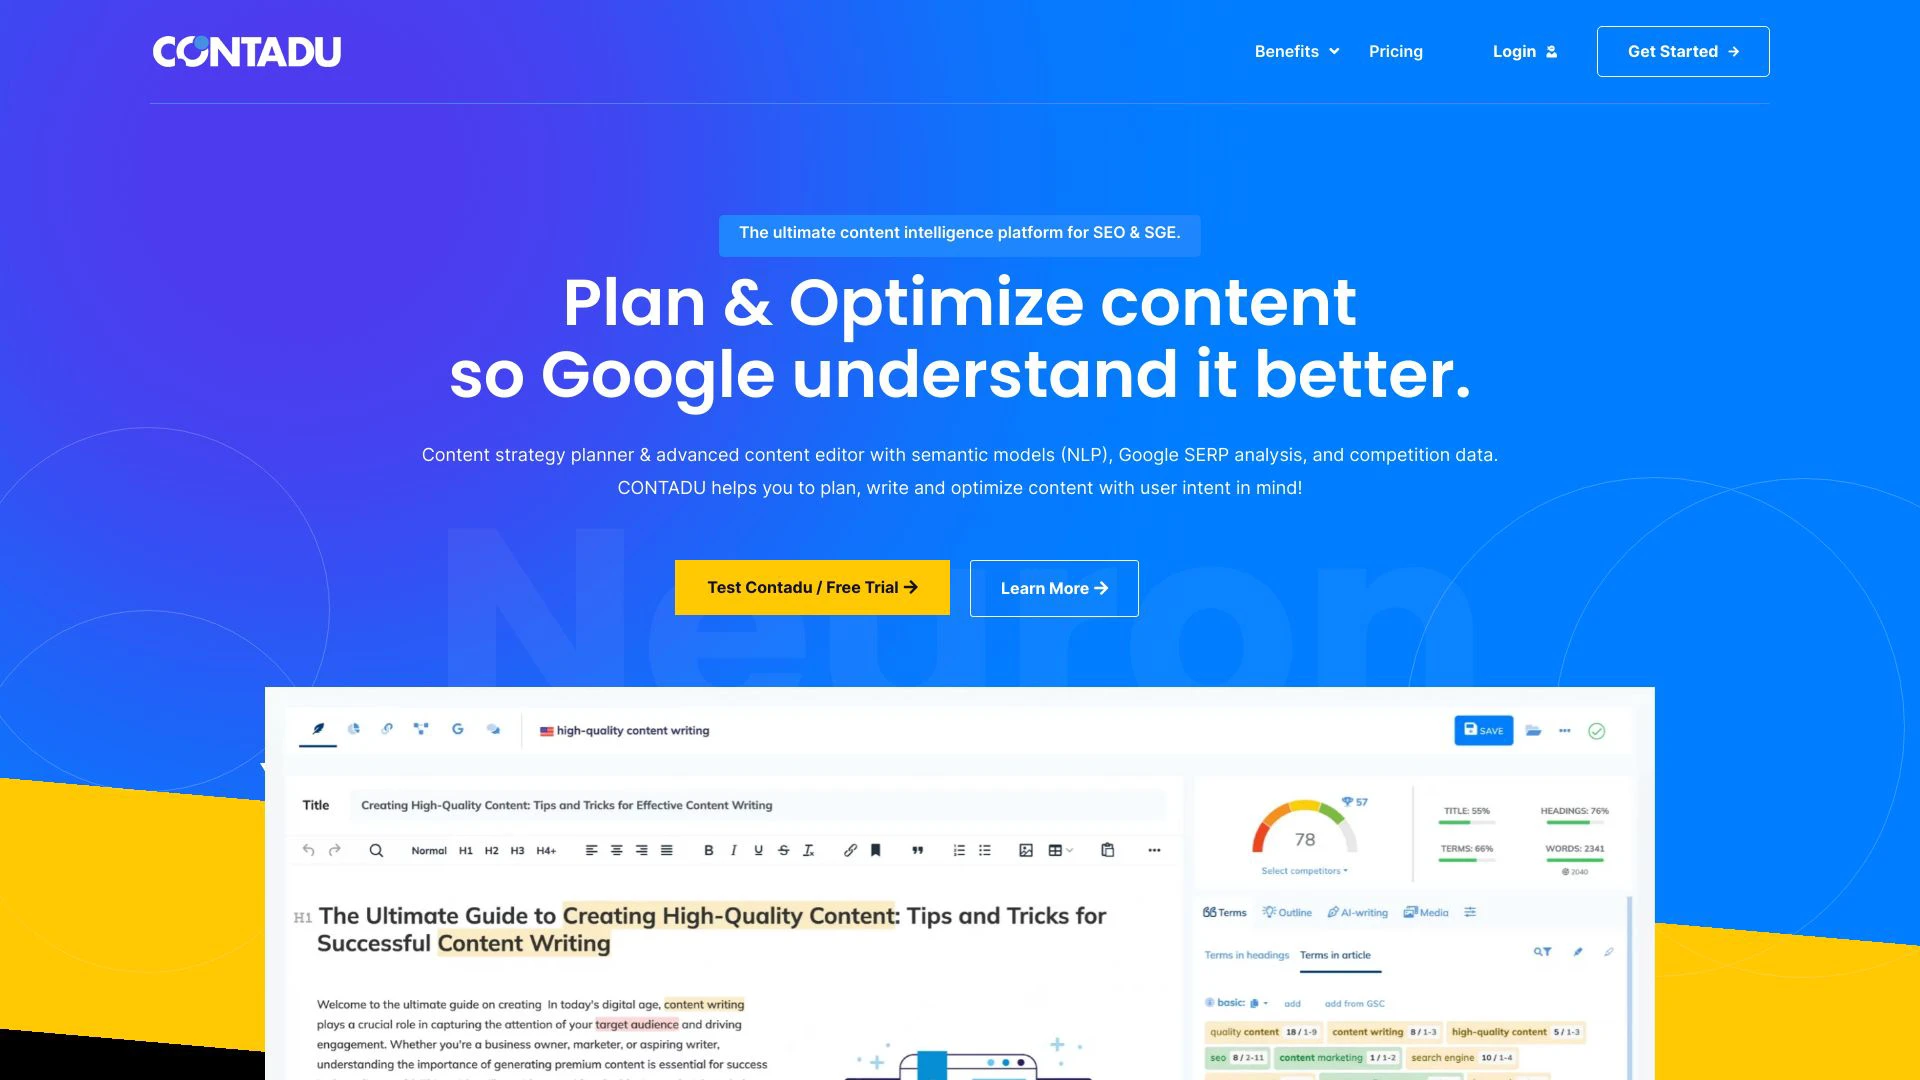 CONTADU
Benefits
Pricing
Login
Get Started
The ultimate content intelligence platform for SEO & SGE.
Plan & Optimize content
so Google understand it better.
Content strategy planner & advanced content editor with semantic models (NLP), Google SERP analysis, and competition data.
CONTADU helps you to plan, write and optimize content with user intent in mind!
Neuron
Test Contadu / Free Trial
Learn More
high-quality content writing
SAVE
Title
Creating High-Quality Content: Tips and Tricks for Effective Content Writing
Normal H1 H2 H3 H4+
B I U S
57
78
Select competitors
TITLE: 55%
HEADINGS: 76%
TERMS: 66%
WORDS: 2341
2040
H1 The Ultimate Guide to Creating High-Quality Content: Tips and Tricks for
Successful Content Writing
Welcome to the ultimate guide on creating In today's digital age, content writing
plays a crucial role in capturing the attention of your target audience and driving
engagement. Whether you're a business owner, marketer, or aspiring writer,
understanding the importance of generating premium content is essential for success
Terms Outline AI-writing Media
Terms in headings Terms in article
basic: add add from GSC
quality content 18 / 1-9 content writing 8 / 1-3 high-quality content 5 / 1-3
seo 8 / 2-11 content marketing 1 / 1-2 search engine 10 / 1-4